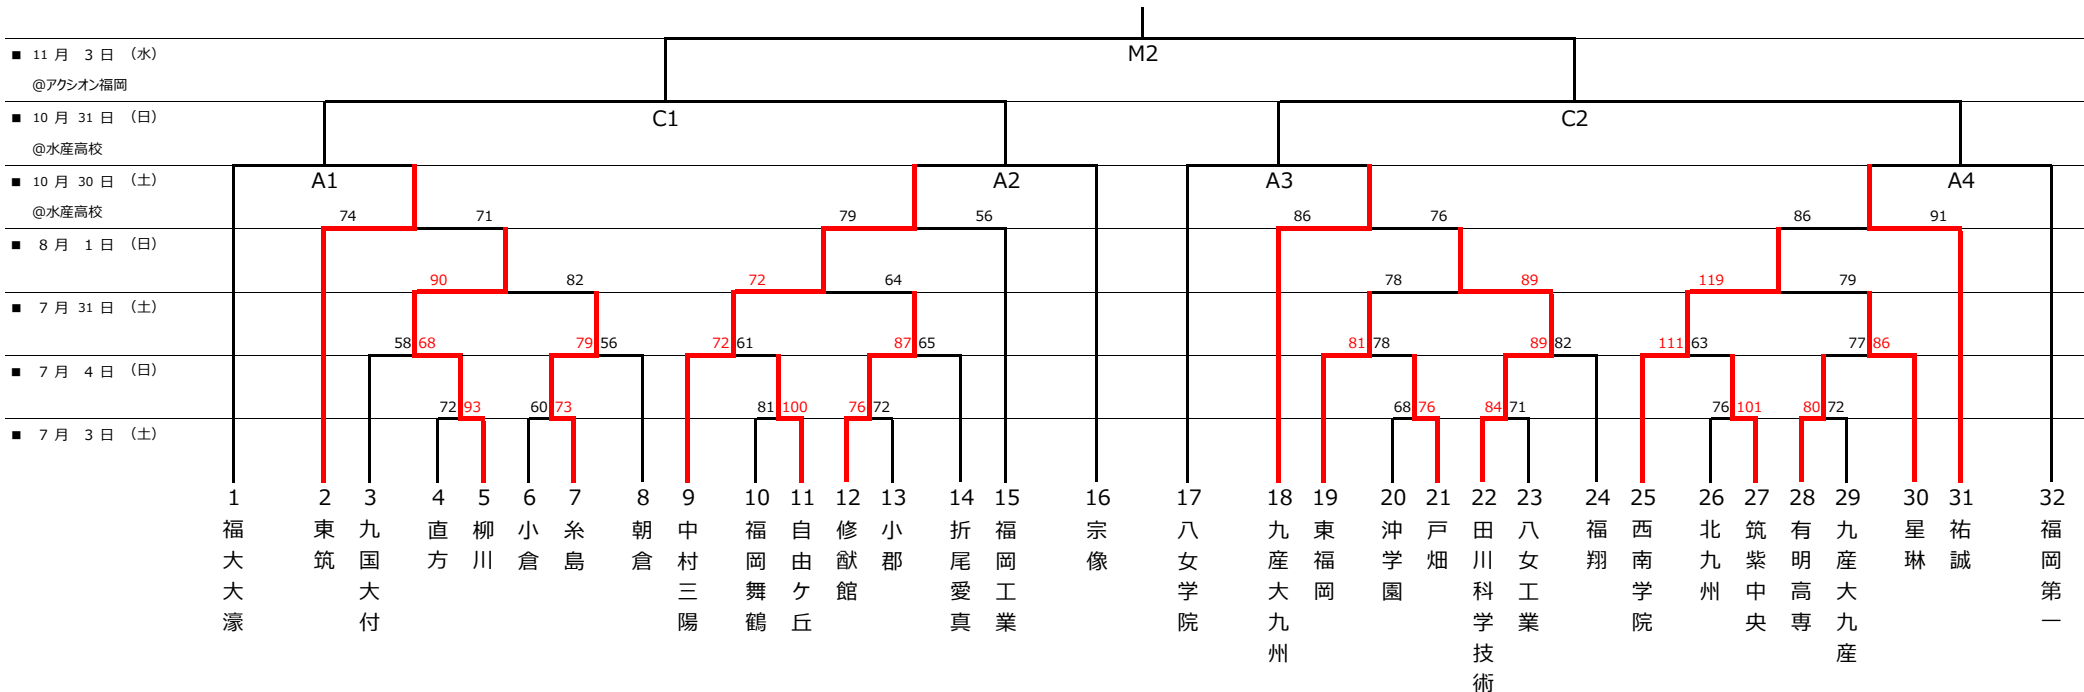 M2
■ 11 月 3 日 (水)
@アクシオン福岡
C1 C2
■ 10 月 31 日 (日)
@水産高校
A1 A2 A3 A4
■ 10 月 30 日 (土)
@水産高校
74 71 79 56 86 76 86 91
■ 8 月 1 日 (日)
90 82 72 64 78 89 119 79
■ 7 月 31 日 (土)
58 68 79 56 72 61 87 65 81 78 89 82 111 63 77 86
■ 7 月 4 日 (日)
72 93 60 73 81 100 76 72 68 76 84 71 76 101 80 72
■ 7 月 3 日 (土)
1 福大大濠
2 東筑
3 九国大付
4 直方
5 柳川
6 小倉
7 糸島
8 朝倉
9 中村三陽
10 福岡舞鶴
11 自由ケ丘
12 修猷館
13 小郡
14 折尾愛真
15 福岡工業
16 宗像
17 八女学院
18 九産大九州
19 東福岡
20 沖学園
21 戸畑
22 田川科学技術
23 八女工業
24 福翔
25 西南学院
26 北九州
27 筑紫中央
28 有明高専
29 九産大九産
30 星琳
31 祐誠
32 福岡第一